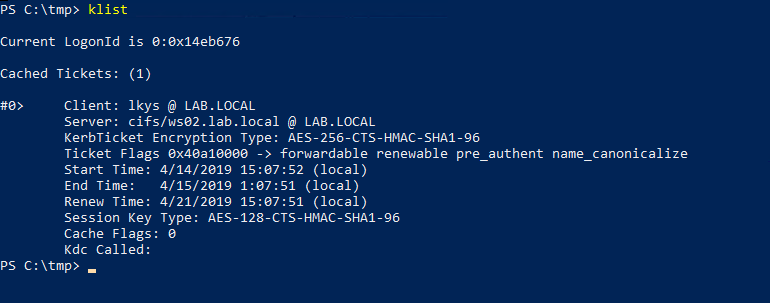 PS C:\tmp> klist
Current LogonId is 0:0x14eb676
Cached Tickets: (1)
#0>     Client: lkys @ LAB.LOCAL
        Server: cifs/ws02.lab.local @ LAB.LOCAL
        KerbTicket Encryption Type: AES-256-CTS-HMAC-SHA1-96
        Ticket Flags 0x40a10000 -> forwardable renewable pre_authent name_canonicalize
        Start Time: 4/14/2019 15:07:52 (local)
        End Time:   4/15/2019 1:07:51 (local)
        Renew Time: 4/21/2019 15:07:51 (local)
        Session Key Type: AES-128-CTS-HMAC-SHA1-96
        Cache Flags: 0
        Kdc Called:
PS C:\tmp> _